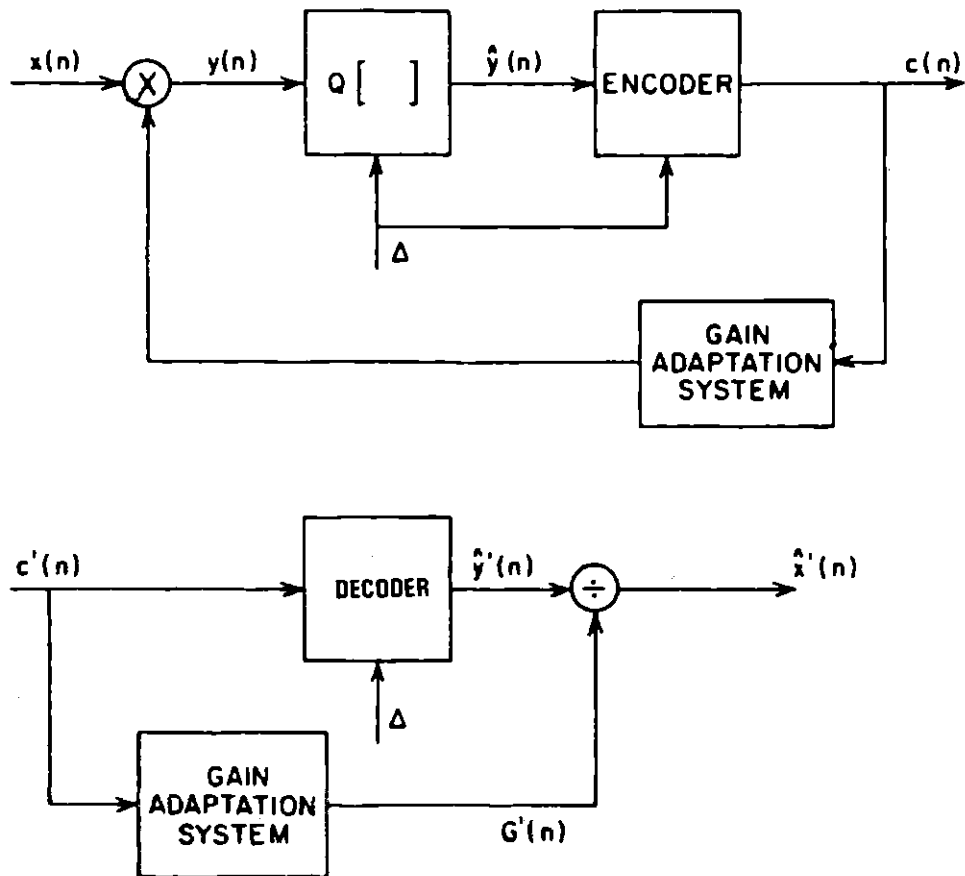 x(n)
X
y(n)
Q [ ]
ŷ(n)
ENCODER
c(n)
Δ
GAIN
ADAPTATION
SYSTEM
c'(n)
DECODER
ŷ'(n)
÷
x̂'(n)
Δ
GAIN
ADAPTATION
SYSTEM
G'(n)